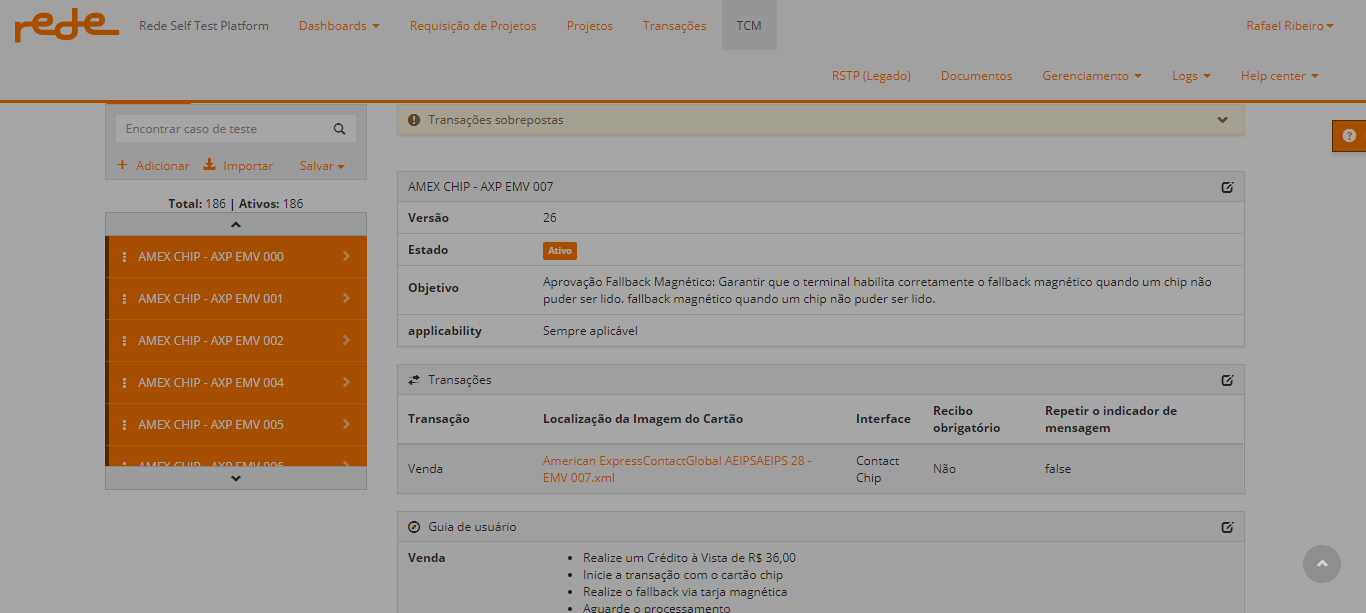 rede Rede Self Test Platform Dashboards Requisição de Projetos Projetos Transações TCM Rafael Ribeiro
RSTP (Legado) Documentos Gerenciamento Logs Help center
Encontrar caso de teste
Adicionar Importar Salvar
Total: 186 | Ativos: 186
AMEX CHIP - AXP EMV 000
AMEX CHIP - AXP EMV 001
AMEX CHIP - AXP EMV 002
AMEX CHIP - AXP EMV 004
AMEX CHIP - AXP EMV 005
AMEX CHIP - AXP EMV 006
Transações sobrepostas
AMEX CHIP - AXP EMV 007
Versão 26
Estado Ativo
Objetivo Aprovação Fallback Magnético: Garantir que o terminal habilita corretamente o fallback magnético quando um chip não
puder ser lido. fallback magnético quando um chip não puder ser lido.
applicability Sempre aplicável
Transações
Transação Localização da Imagem do Cartão Interface Recibo obrigatório Repetir o indicador de mensagem
Venda American ExpressContactGlobal AEIPSAEIPS 28 - EMV 007.xml Contact Chip Não false
Guia de usuário
Venda
Realize um Crédito à Vista de R$ 36,00
Inicie a transação com o cartão chip
Realize o fallback via tarja magnética
Aguarde o processamento